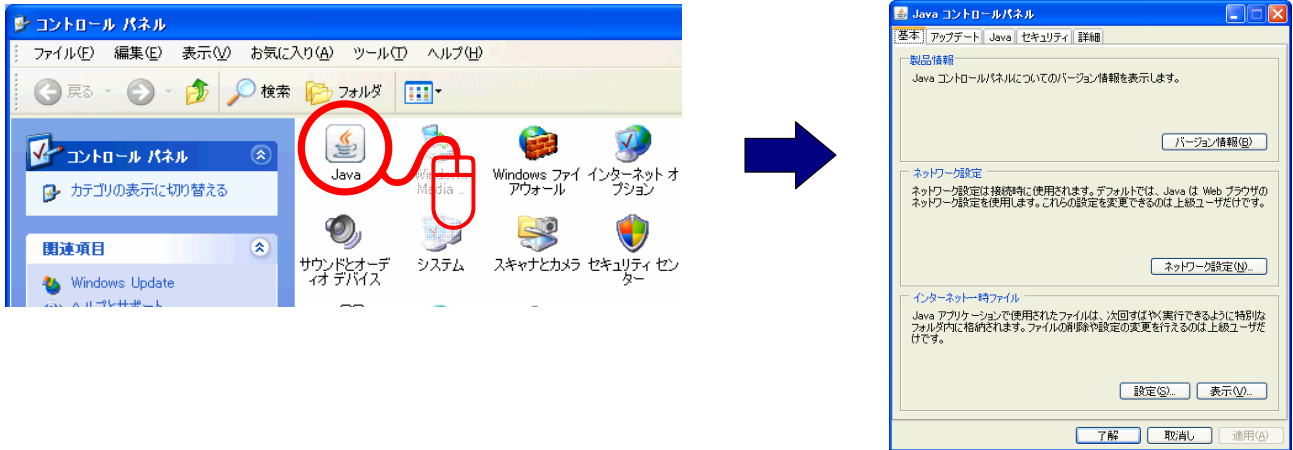 コントロール パネル
ファイル(F) 編集(E) 表示(V) お気に入り(A) ツール(T) ヘルプ(H)
戻る 検索 フォルダ
コントロール パネル
カテゴリの表示に切り替える
関連項目
Windows Update
ヘルプとサポート
Java
Windows
Media ...
Windows ファイ
アウォール
インターネット オ
プション
サウンドとオーデ
ィオ デバイス
システム
スキャナとカメラ
セキュリティ セン
ター
Java コントロールパネル
基本 アップデート Java セキュリティ 詳細
製品情報
Java コントロールパネルについてのバージョン情報を表示します。
バージョン情報(B)
ネットワーク設定
ネットワーク設定は接続時に使用されます。デフォルトでは、Java は Web ブラウザの
ネットワーク設定を使用します。これらの設定を変更できるのは上級ユーザだけです。
ネットワーク設定(N)...
インターネット一時ファイル
Java アプリケーションで使用されたファイルは、次回すばやく実行できるように特別な
フォルダ内に格納されます。ファイルの削除や設定の変更を行えるのは上級ユーザだ
けです。
設定(S)... 表示(V)...
了解 取消し 適用(A)